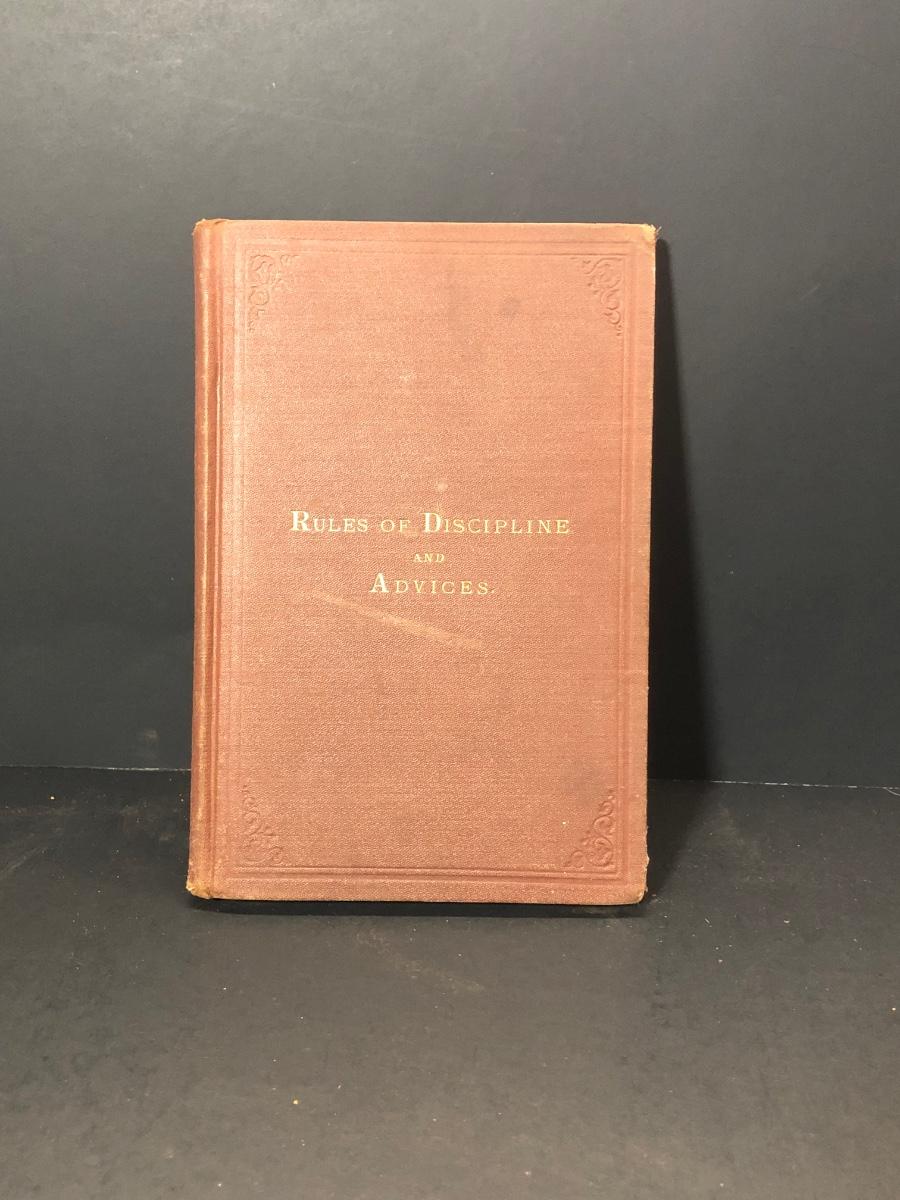 Rules of Discipline
and
Advices.